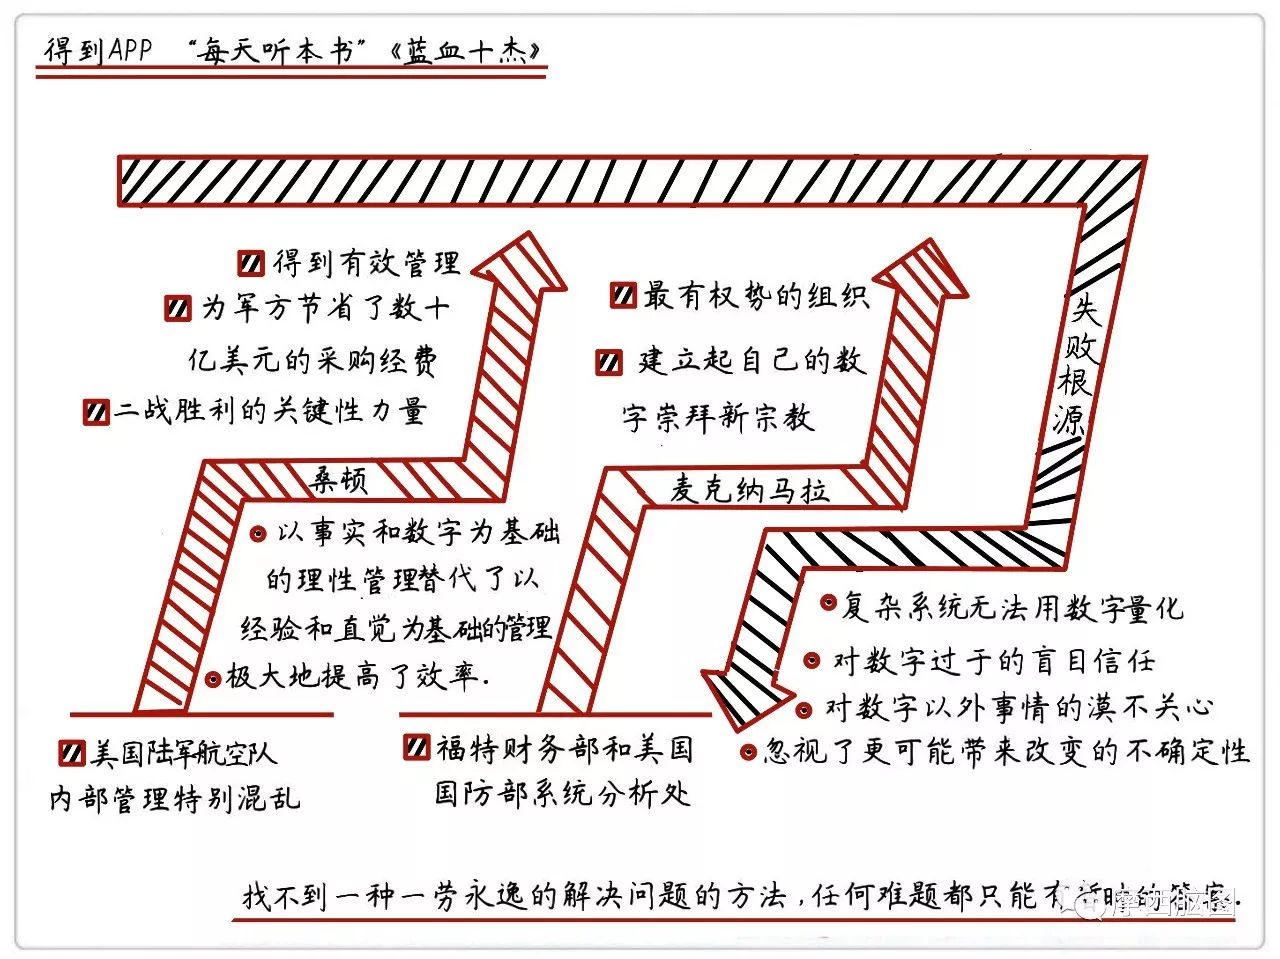 得到APP “每天听本书”《蓝血十杰》
得到有效管理
为军方节省了数十
亿美元的采购经费
二战胜利的关键性力量
桑顿
以事实和数字为基础
的理性管理替代了以
经验和直觉为基础的管理
极大地提高了效率.
美国陆军航空队
内部管理特别混乱
最有权势的组织
建立起自己的数
字崇拜新宗教
麦克纳马拉
福特财务部和美国
国防部系统分析处
失败根源
复杂系统无法用数字量化
对数字过于的盲目信任
对数字以外事情的漠不关心
忽视了更可能带来改变的不确定性
找不到一种一劳永逸的解决问题的方法,任何难题都只能有暂时的答案.
摩西抠图